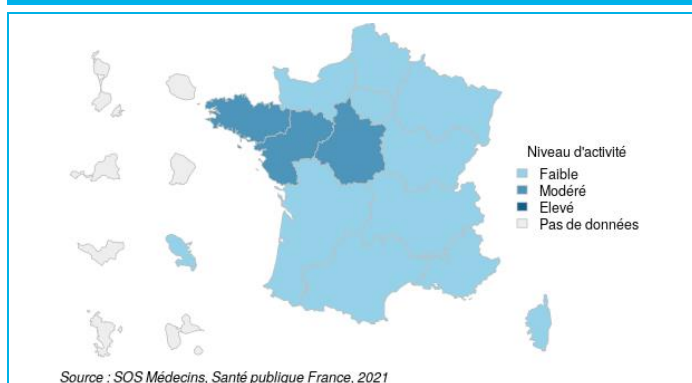 Niveau d'activité
Faible
Modéré
Elevé
Pas de données
Source : SOS Médecins, Santé publique France, 2021